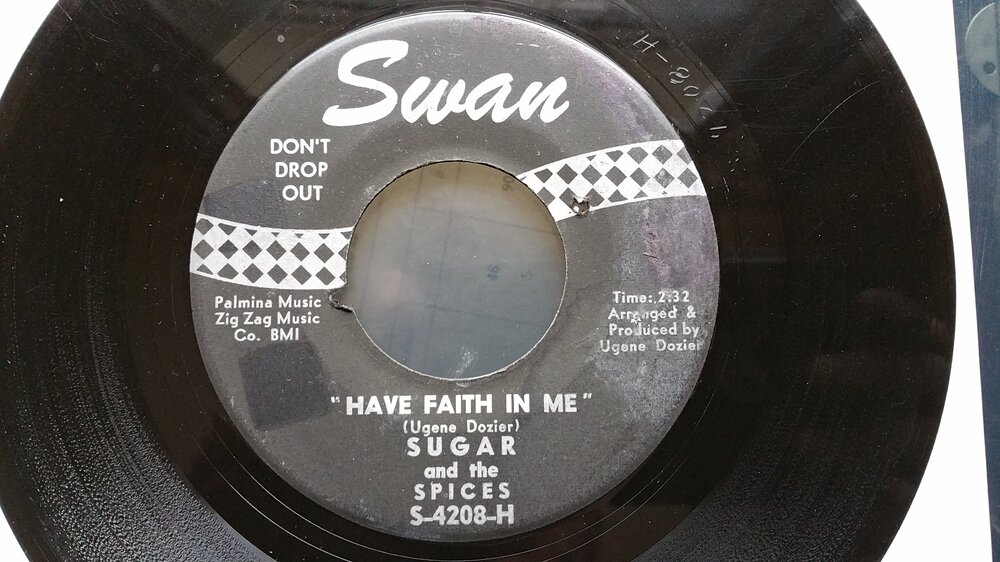 Swan
DON'T
DROP
OUT
Palmina Music
Zig Zag Music
Co. BMI
Time: 2:32
Arranged &
Produced by
Ugene Dozier
"HAVE FAITH IN ME"
(Ugene Dozier)
SUGAR
and the
SPICES
S-4208-H